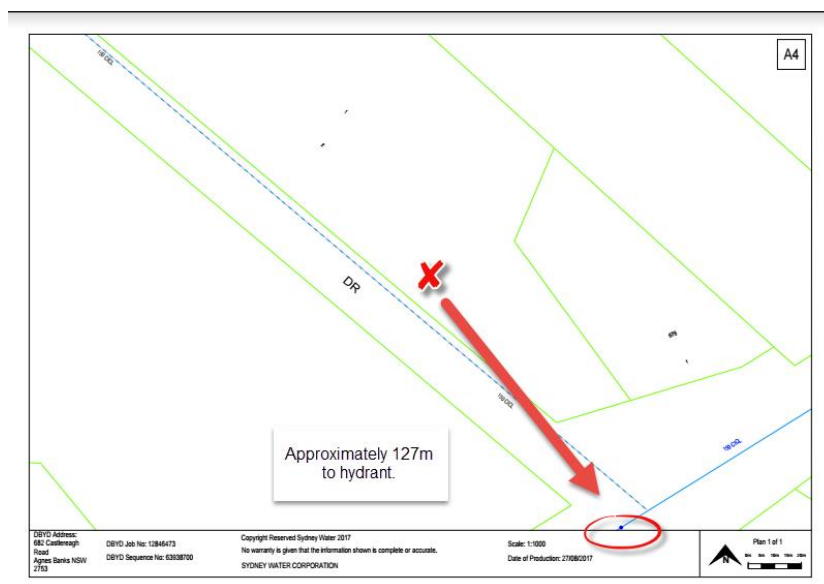 A4
DR
Approximately 127m
to hydrant.
DBYD Address:
682 Castlereagh
Road
Agnes Banks NSW
2753
DBYD Job No: 12846473
DBYD Sequence No: 63938700
Copyright Reserved Sydney Water 2017
No warranty is given that the information shown is complete or accurate.
SYDNEY WATER CORPORATION
Scale: 1:1000
Date of Production: 27/08/2017
N
Plan 1 of 1